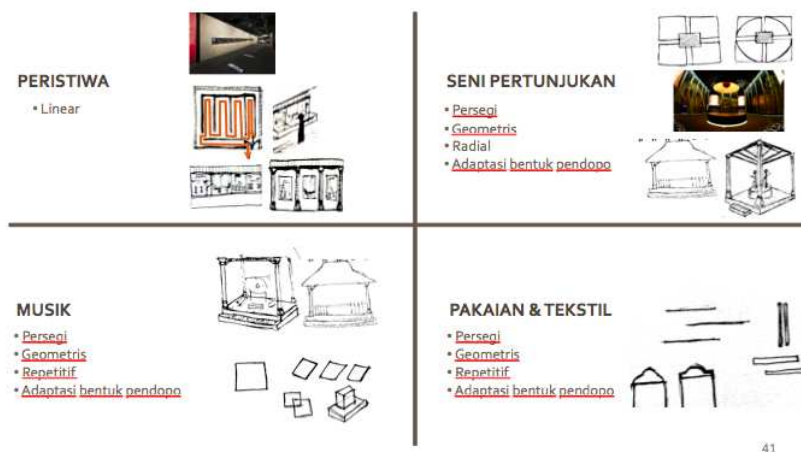 PERISTIWA
• Linear
SENI PERTUNJUKAN
• Persegi
• Geometris
• Radial
• Adaptasi bentuk pendopo
MUSIK
• Persegi
• Geometris
• Repetitif
• Adaptasi bentuk pendopo
PAKAIAN & TEKSTIL
• Persegi
• Geometris
• Repetitif
• Adaptasi bentuk pendopo
41